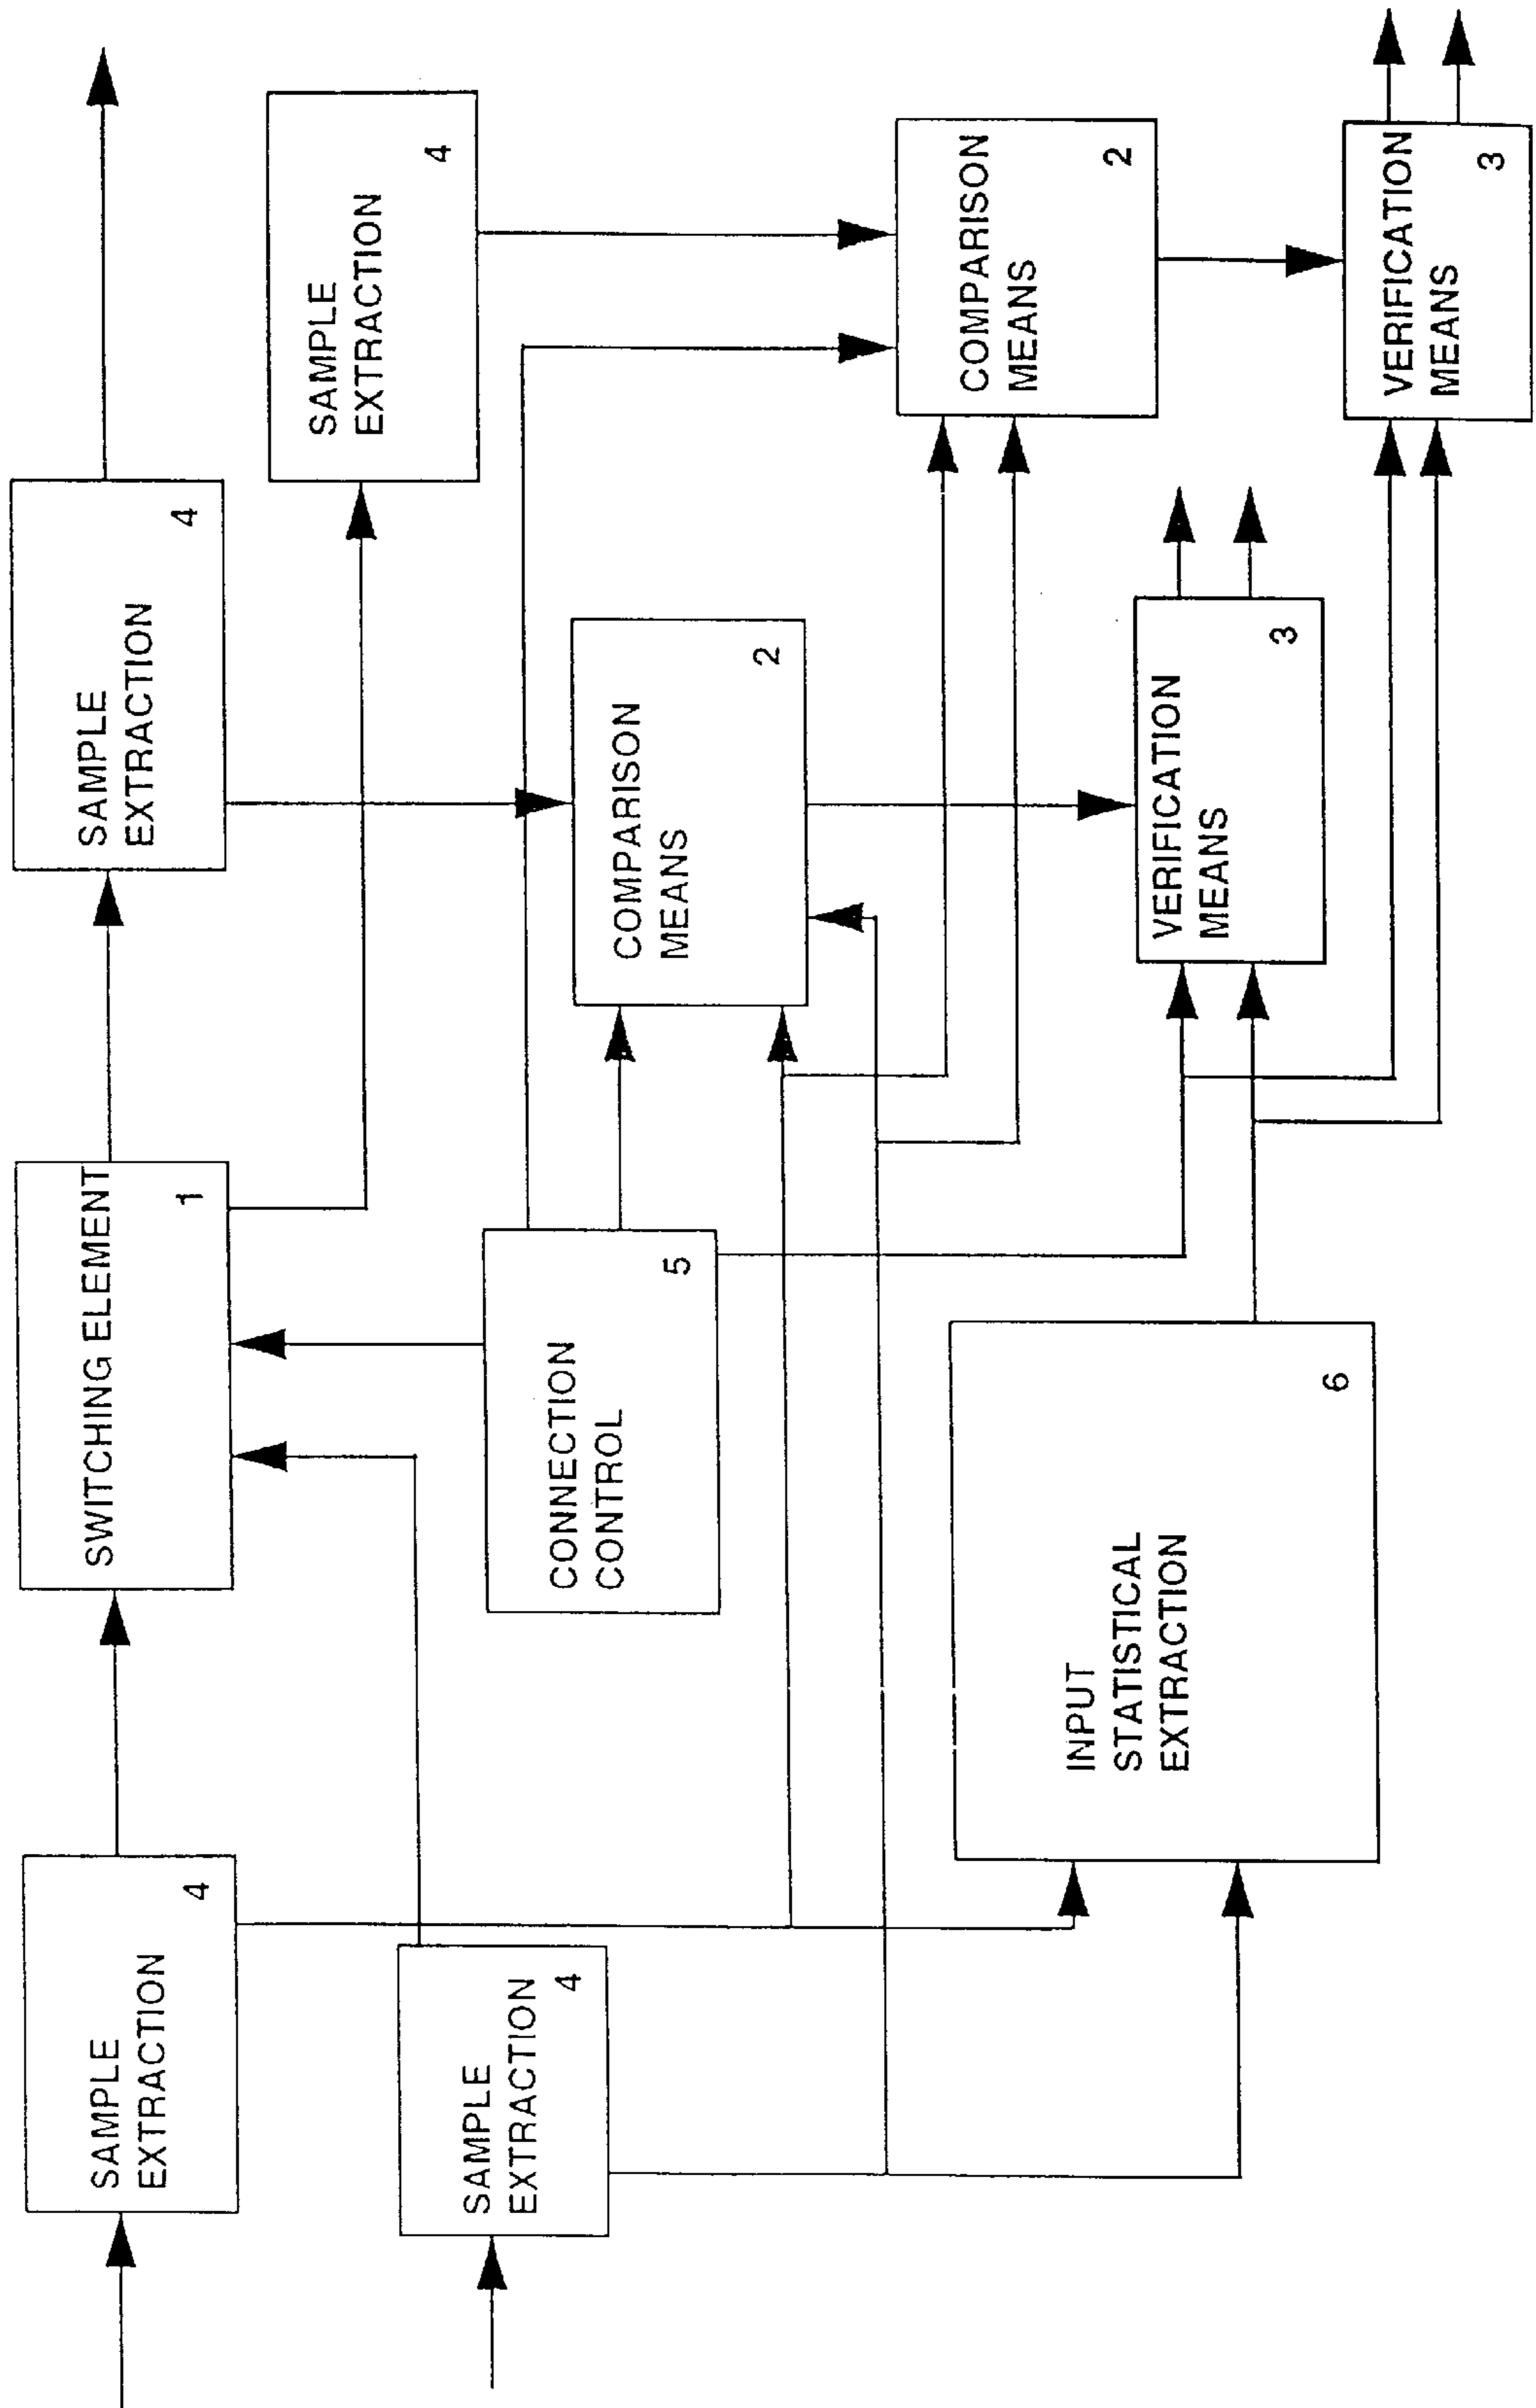 SAMPLE
EXTRACTION
4
SWITCHING ELEMENT
1
SAMPLE
EXTRACTION
4
SAMPLE
EXTRACTION
4
CONNECTION
CONTROL
5
COMPARISON
MEANS
2
SAMPLE
EXTRACTION
4
INPUT
STATISTICAL
EXTRACTION
6
VERIFICATION
MEANS
3
COMPARISON
MEANS
2
VERIFICATION
MEANS
3